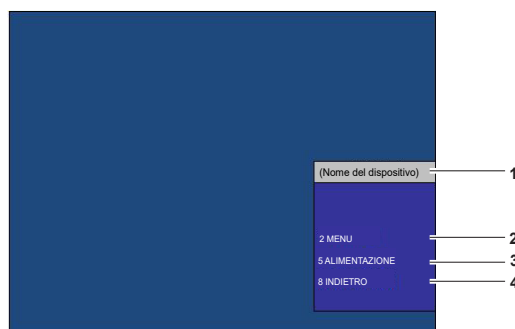 (Nome del dispositivo) 1
2 MENU 2
5 ALIMENTAZIONE 3
8 INDIETRO 4